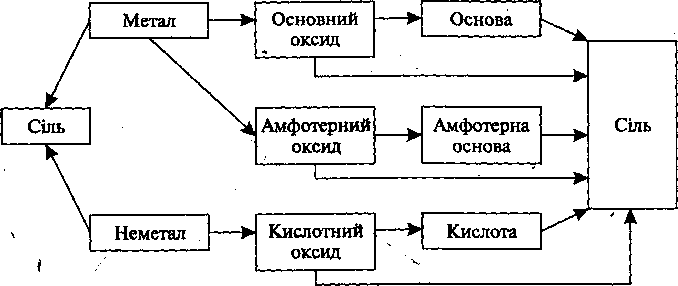 Метал
Основний
оксид
Основа
Сіль
Амфотерний
оксид
Амфотерна
основа
Сіль
Неметал
Кислотний
оксид
Кислота